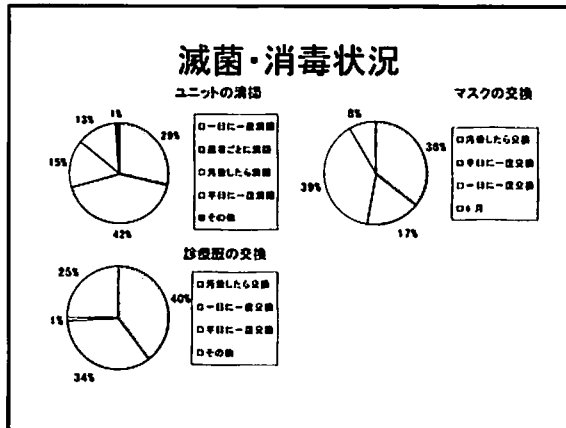 滅菌・消毒状況
ユニットの清掃
1%
13%
29%
15%
42%
□一日に一度清掃
□患者ごとに清掃
□汚染したら清掃
□半日に一度清掃
■その他
マスクの交換
8%
36%
39%
17%
□汚染したら交換
□半日に一度交換
□一日に一度交換
診療服の交換
25%
40%
1%
34%
□汚染したら交換
□一日に一度交換
□半日に一度交換
□その他